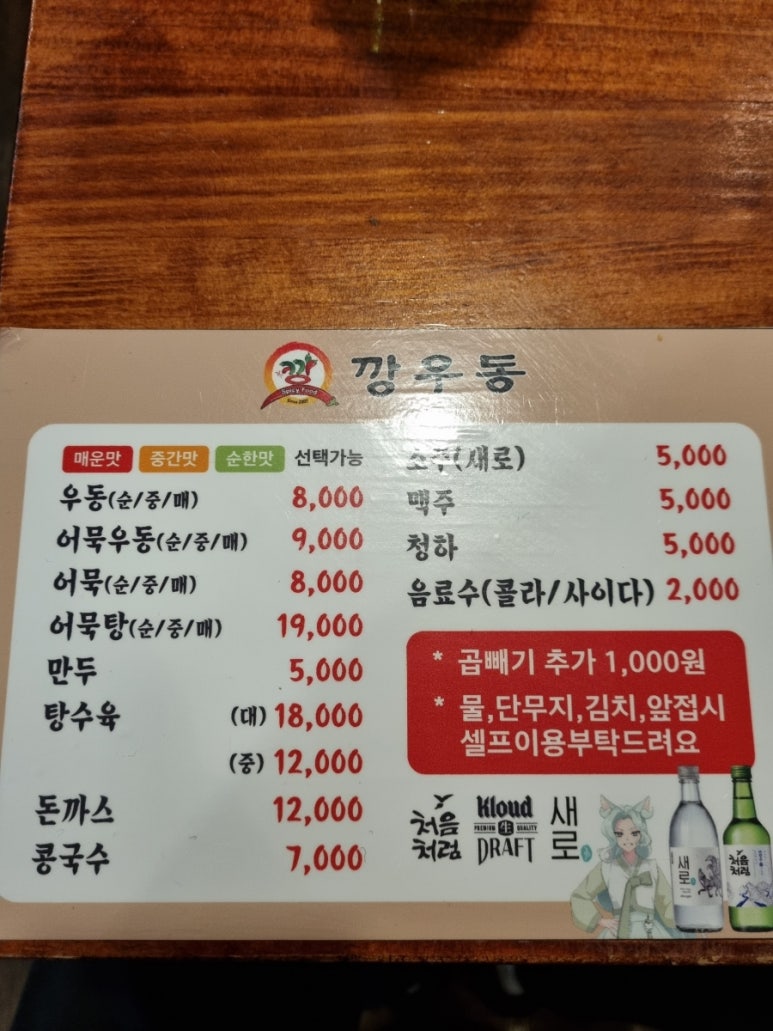 깡
Spicy Food
Since 2007
깡우동
매운맛 중간맛 순한맛 선택가능
우동(순/중/매) 8,000
어묵우동(순/중/매) 9,000
어묵(순/중/매) 8,000
어묵탕(순/중/매) 19,000
만두 5,000
탕수육 (대) 18,000
(중) 12,000
돈까스 12,000
콩국수 7,000
소주(새로) 5,000
맥주 5,000
청하 5,000
음료수(콜라/사이다) 2,000
* 곱빼기 추가 1,000원
* 물,단무지,김치,앞접시
셀프이용부탁드려요
처음
처럼
Kloud
PREMIUM 生 QUALITY
DRAFT
새
로
새
로
처음
처럼